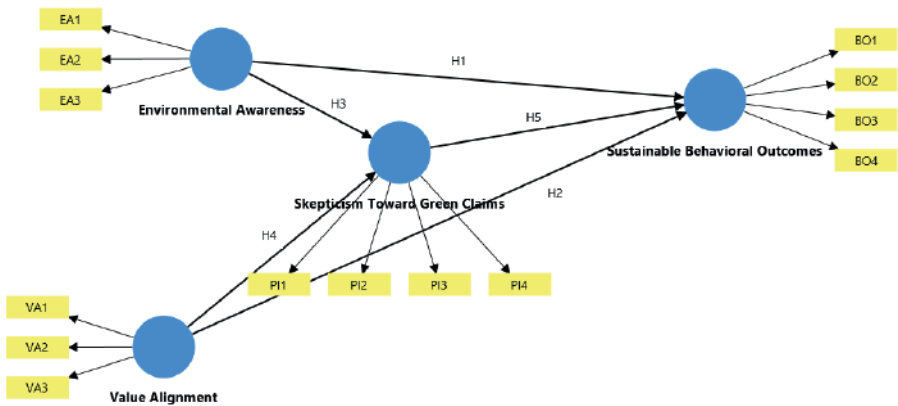 EA1
EA2
EA3
Environmental Awareness
H1
H3
H5
BO1
BO2
BO3
BO4
Sustainable Behavioral Outcomes
Skepticism Toward Green Claims
H2
H4
PI1
PI2
PI3
PI4
VA1
VA2
VA3
Value Alignment